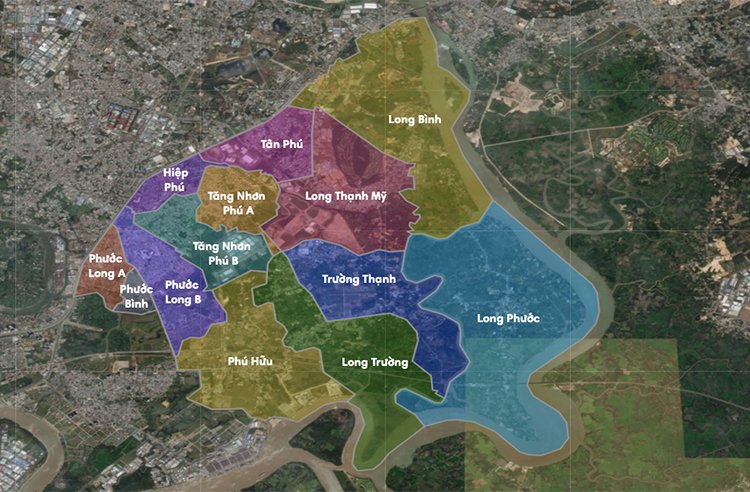 Long Bình
Tân Phú
Hiệp
Phú
Tăng Nhơn
Phú A
Long Thạnh Mỹ
Tăng Nhơn
Phú B
Phước
Long A
Phước
Bình
Phước
Long B
Trường Thạnh
Long Phước
Phú Hữu
Long Trường